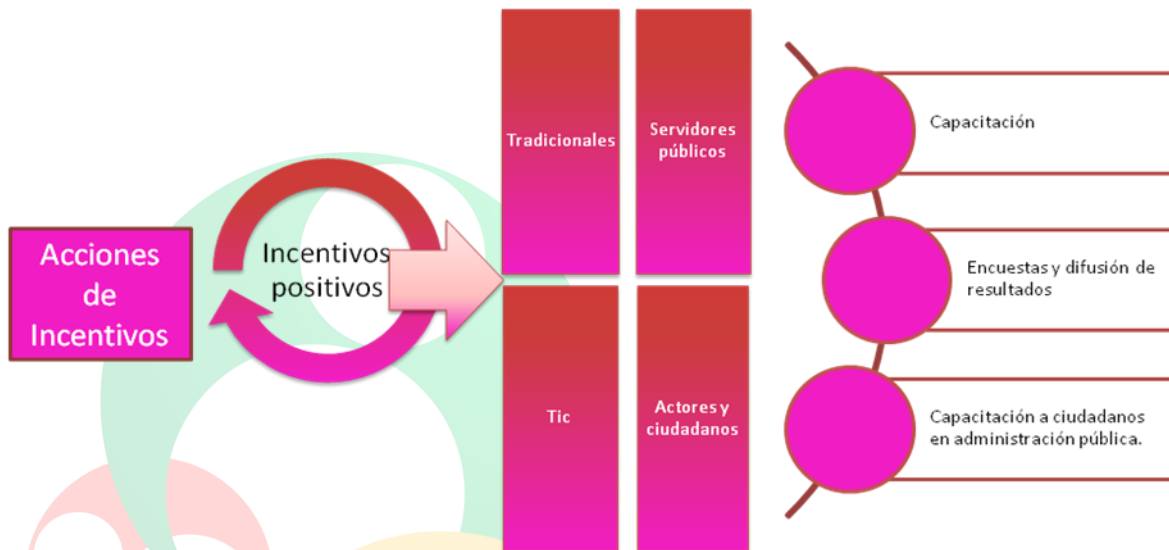 Acciones
de
Incentivos
Incentivos
positivos
Tradicionales
Servidores
públicos
Tic
Actores y
ciudadanos
Capacitación
Encuestas y difusión de
resultados
Capacitación a ciudadanos
en administración pública.